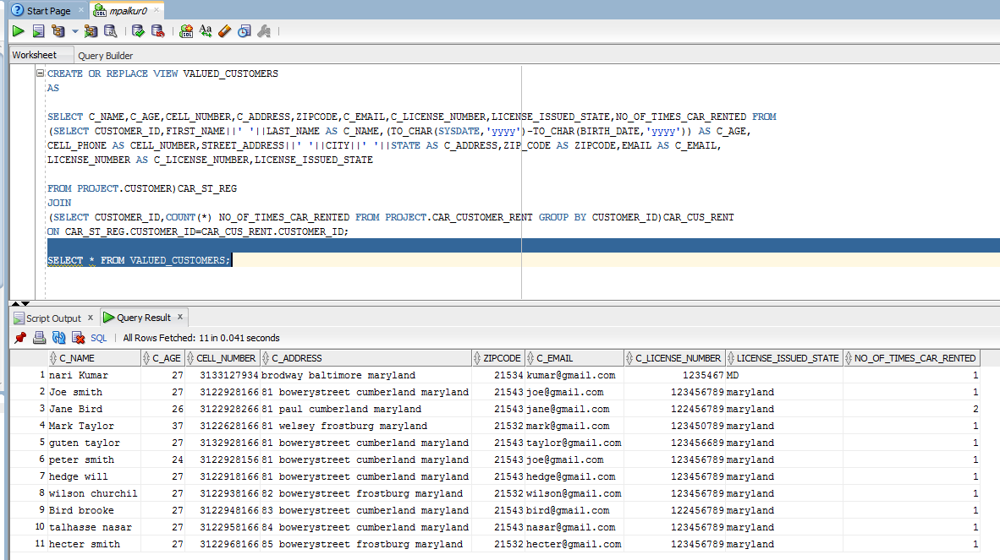 Start Page
mpalkur0
Worksheet Query Builder
CREATE OR REPLACE VIEW VALUED_CUSTOMERS
AS
SELECT C_NAME,C_AGE,CELL_NUMBER,C_ADDRESS,ZIPCODE,C_EMAIL,C_LICENSE_NUMBER,LICENSE_ISSUED_STATE,NO_OF_TIMES_CAR_RENTED FROM
(SELECT CUSTOMER_ID,FIRST_NAME||' '||LAST_NAME AS C_NAME,(TO_CHAR(SYSDATE,'yyyy')-TO_CHAR(BIRTH_DATE,'yyyy')) AS C_AGE,
CELL_PHONE AS CELL_NUMBER,STREET_ADDRESS||' '||CITY||' '||STATE AS C_ADDRESS,ZIP_CODE AS ZIPCODE,EMAIL AS C_EMAIL,
LICENSE_NUMBER AS C_LICENSE_NUMBER,LICENSE_ISSUED_STATE
FROM PROJECT.CUSTOMER)CAR_ST_REG
JOIN
(SELECT CUSTOMER_ID,COUNT(*) NO_OF_TIMES_CAR_RENTED FROM PROJECT.CAR_CUSTOMER_RENT GROUP BY CUSTOMER_ID)CAR_CUS_RENT
ON CAR_ST_REG.CUSTOMER_ID=CAR_CUS_RENT.CUSTOMER_ID;
SELECT * FROM VALUED_CUSTOMERS;
Script Output x Query Result x
SQL | All Rows Fetched: 11 in 0.041 seconds
C_NAME C_AGE CELL_NUMBER C_ADDRESS ZIPCODE C_EMAIL C_LICENSE_NUMBER LICENSE_ISSUED_STATE NO_OF_TIMES_CAR_RENTED
1 nari Kumar 27 3133127934 brodway baltimore maryland 21534 kumar@gmail.com 1235467 MD 1
2 Joe smith 27 3122928166 81 bowerystreet cumberland maryland 21543 joe@gmail.com 123456789 maryland 1
3 Jane Bird 26 3122928266 81 paul cumberland maryland 21543 jane@gmail.com 122456789 maryland 2
4 Mark Taylor 37 3122628166 81 welsey frostburg maryland 21532 mark@gmail.com 123450789 maryland 1
5 guten taylor 27 3132928166 81 bowerystreet cumberland maryland 21543 taylor@gmail.com 123456689 maryland 1
6 peter smith 24 3122928156 81 bowerystreet cumberland maryland 21543 joe@gmail.com 123456789 maryland 1
7 hedge will 27 3122918166 81 bowerystreet cumberland maryland 21543 hedge@gmail.com 123456789 maryland 1
8 wilson churchil 27 3122938166 82 bowerystreet frostburg maryland 21532 wilson@gmail.com 123456789 maryland 1
9 Bird brooke 27 3122948166 83 bowerystreet cumberland maryland 21543 bird@gmail.com 122456789 maryland 1
10 talhasse nasar 27 3122958166 84 bowerystreet cumberland maryland 21543 nasar@gmail.com 123456789 maryland 1
11 hecter smith 27 3122968166 85 bowerystreet frostburg maryland 21532 hecter@gmail.com 123456789 maryland 1